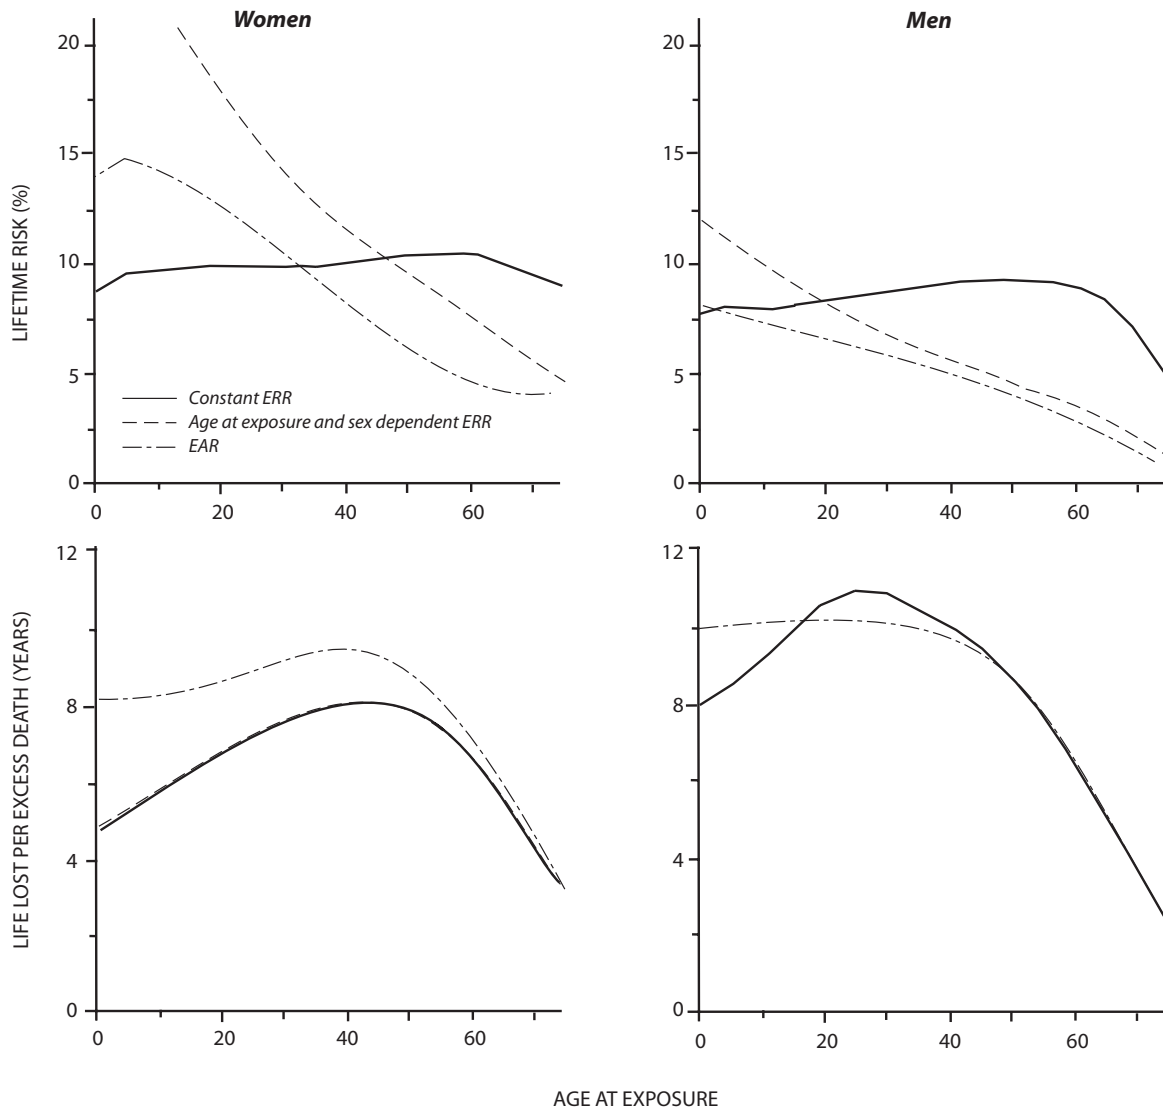 Women
Men
20
15
10
5
0
LIFETIME RISK (%)
Constant ERR
Age at exposure and sex dependent ERR
EAR
0 20 40 60
20
15
10
5
0
0 20 40 60
12
8
4
0
LIFE LOST PER EXCESS DEATH (YEARS)
0 20 40 60
12
8
4
0
0 20 40 60
AGE AT EXPOSURE